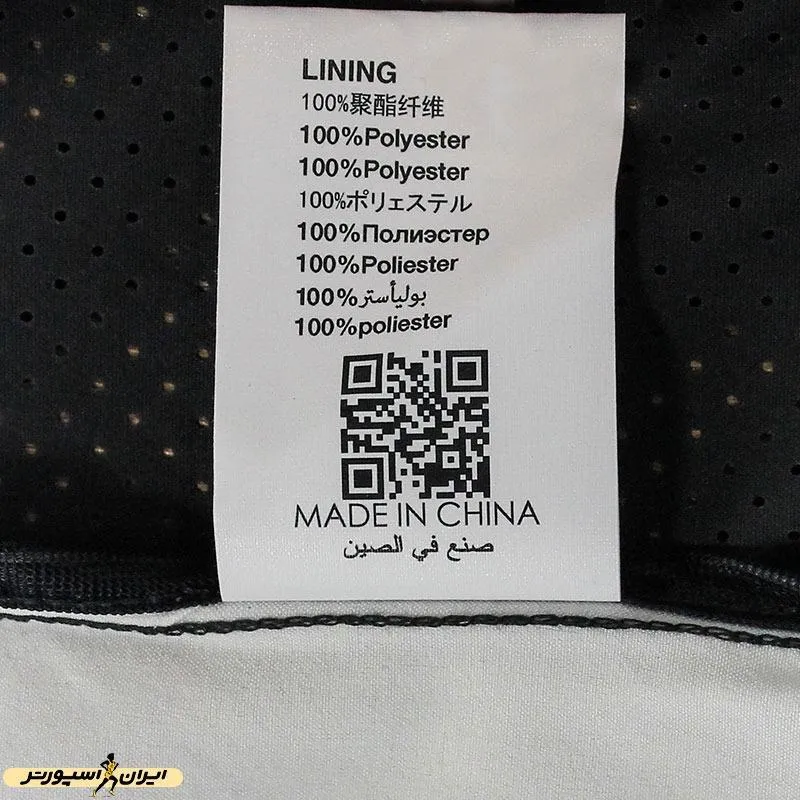 LINING
100%聚酯纤维
100%Polyester
100%Polyester
100%ポリエステル
100%Полиэстер
100%Poliester
100%بوليأستر
100%poliester
MADE IN CHINA
صنع في الصين
ایران اسپورتر